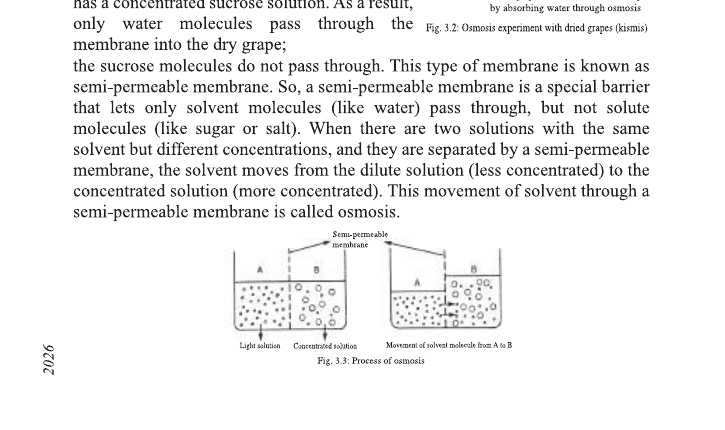 has a concentrated sucrose solution. As a result,
only water molecules pass through the
membrane into the dry grape;
by absorbing water through osmosis
Fig. 3.2: Osmosis experiment with dried grapes (kismis)
the sucrose molecules do not pass through. This type of membrane is known as
semi-permeable membrane. So, a semi-permeable membrane is a special barrier
that lets only solvent molecules (like water) pass through, but not solute
molecules (like sugar or salt). When there are two solutions with the same
solvent but different concentrations, and they are separated by a semi-permeable
membrane, the solvent moves from the dilute solution (less concentrated) to the
concentrated solution (more concentrated). This movement of solvent through a
semi-permeable membrane is called osmosis.
Semi-permeable
membrane
A
B
A
B
Light solution
Concentrated solution
Movement of solvent molecule from A to B
Fig. 3.3: Process of osmosis
2026